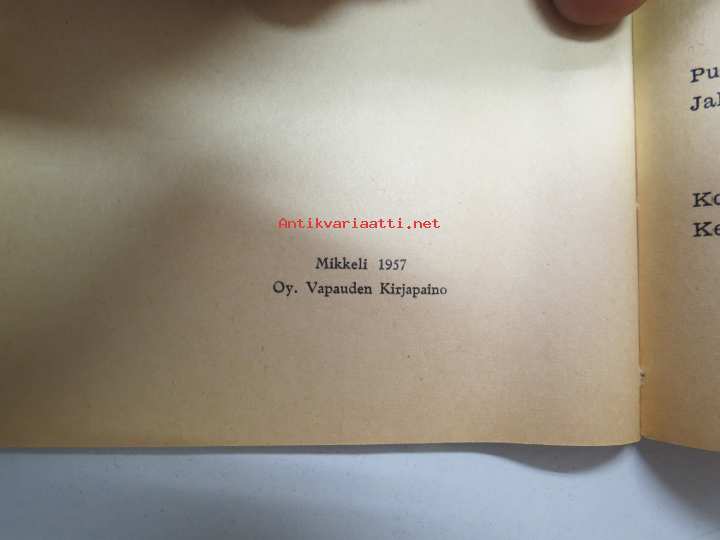 Antikvariaatti.net
Mikkeli 1957
Oy. Vapauden Kirjapaino